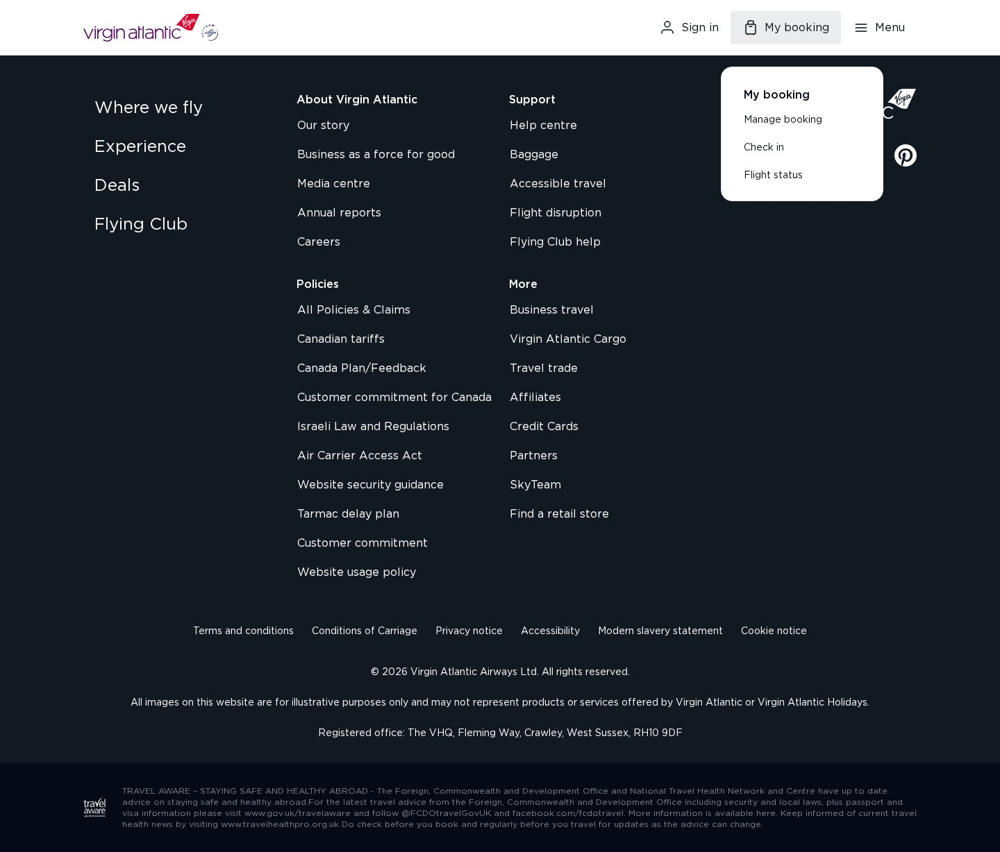 virgin atlantic
Sign in
My booking
Menu
Where we fly
Experience
Deals
Flying Club
About Virgin Atlantic
Our story
Business as a force for good
Media centre
Annual reports
Careers
Support
Help centre
Baggage
Accessible travel
Flight disruption
Flying Club help
My booking
Manage booking
Check in
Flight status
Policies
All Policies & Claims
Canadian tariffs
Canada Plan/Feedback
Customer commitment for Canada
Israeli Law and Regulations
Air Carrier Access Act
Website security guidance
Tarmac delay plan
Customer commitment
Website usage policy
More
Business travel
Virgin Atlantic Cargo
Travel trade
Affiliates
Credit Cards
Partners
SkyTeam
Find a retail store
Terms and conditions
Conditions of Carriage
Privacy notice
Accessibility
Modern slavery statement
Cookie notice
© 2026 Virgin Atlantic Airways Ltd. All rights reserved.
All images on this website are for illustrative purposes only and may not represent products or services offered by Virgin Atlantic or Virgin Atlantic Holidays.
Registered office: The VHQ, Fleming Way, Crawley, West Sussex, RH10 9DF
travel
aware
TRAVEL AWARE – STAYING SAFE AND HEALTHY ABROAD - The Foreign, Commonwealth and Development Office and National Travel Health Network and Centre have up to date
advice on staying safe and healthy abroad.For the latest travel advice from the Foreign, Commonwealth and Development Office including security and local laws, plus passport and
visa information please visit www.gov.uk/travelaware and follow @FCDOtravelGovUK and facebook.com/fcdotravel. More information is available here. Keep informed of current travel
health news by visiting www.travelhealthpro.org.uk Do check before you book and regularly before you travel for updates as the advice can change.